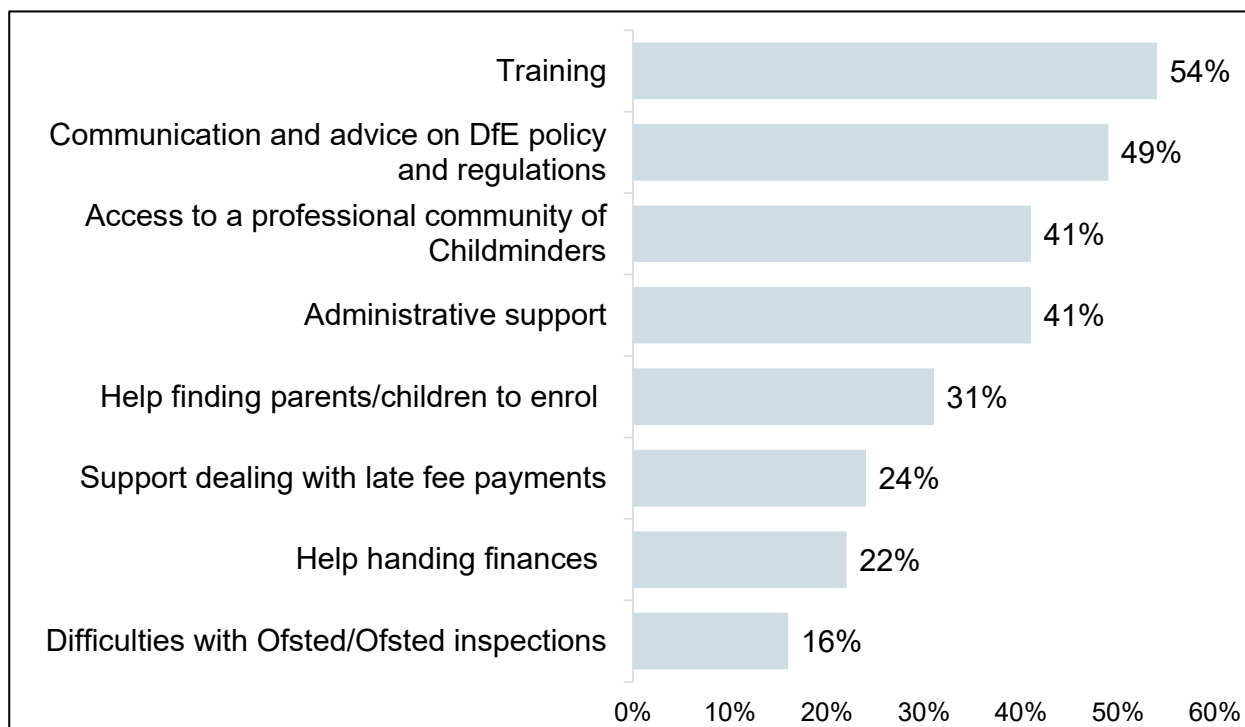 Training
54%
Communication and advice on DfE policy
and regulations
49%
Access to a professional community of
Childminders
41%
Administrative support
41%
Help finding parents/children to enrol
31%
Support dealing with late fee payments
24%
Help handing finances
22%
Difficulties with Ofsted/Ofsted inspections
16%
0% 10% 20% 30% 40% 50% 60%